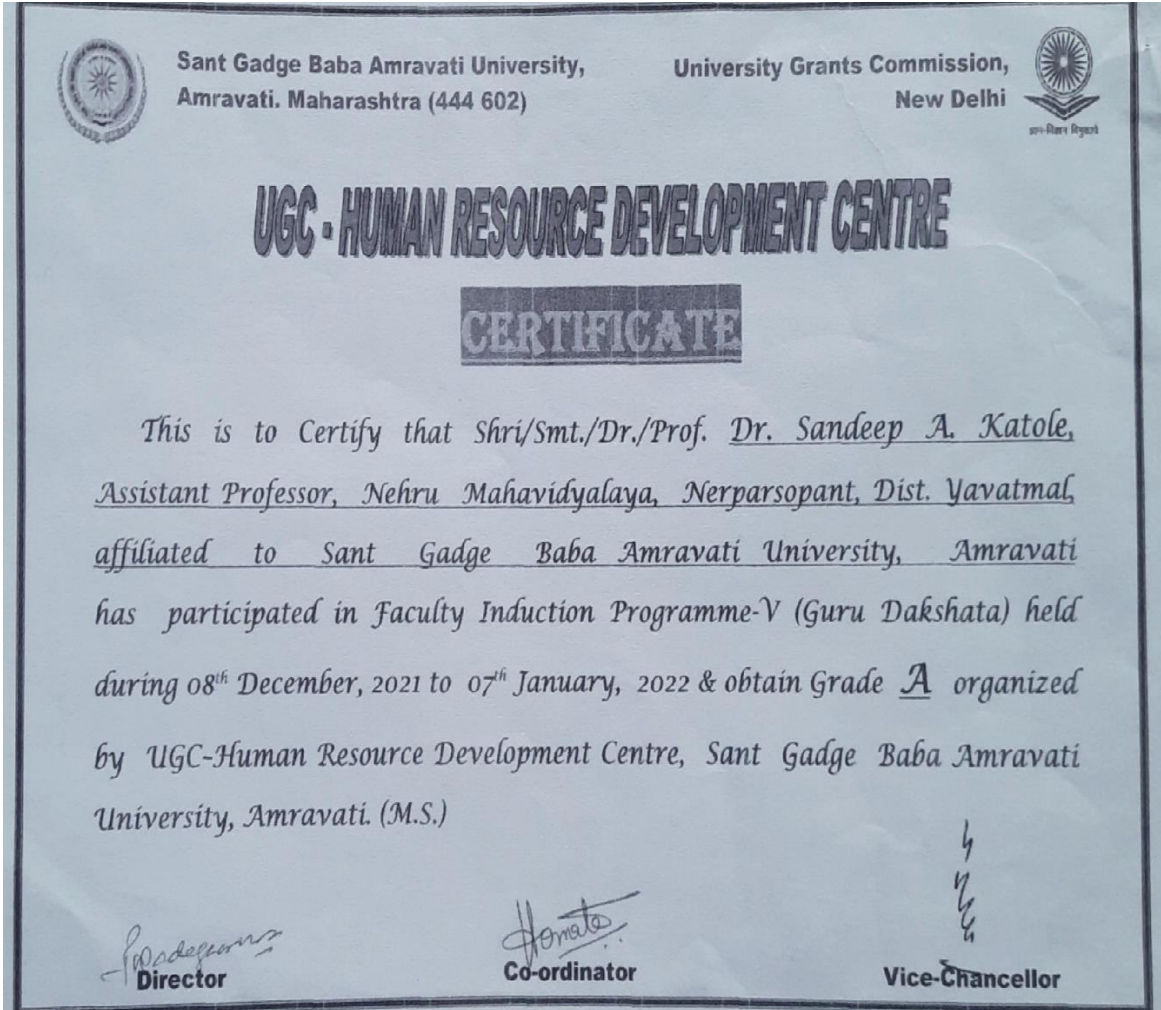 Sant Gadge Baba Amravati University,
Amravati. Maharashtra (444 602)
University Grants Commission,
New Delhi
ज्ञान-विज्ञान विमुक्तये
UGC - HUMAN RESOURCE DEVELOPMENT CENTRE
CERTIFICATE
This is to Certify that Shri/Smt./Dr./Prof. Dr. Sandeep A. Katole,
Assistant Professor, Nehru Mahavidyalaya, Nerparsopant, Dist. Yavatmal,
affiliated to Sant Gadge Baba Amravati University, Amravati
has participated in Faculty Induction Programme-V (Guru Dakshata) held
during 08th December, 2021 to 07th January, 2022 & obtain Grade A organized
by UGC-Human Resource Development Centre, Sant Gadge Baba Amravati
University, Amravati. (M.S.)
Director
Co-ordinator
Vice-Chancellor